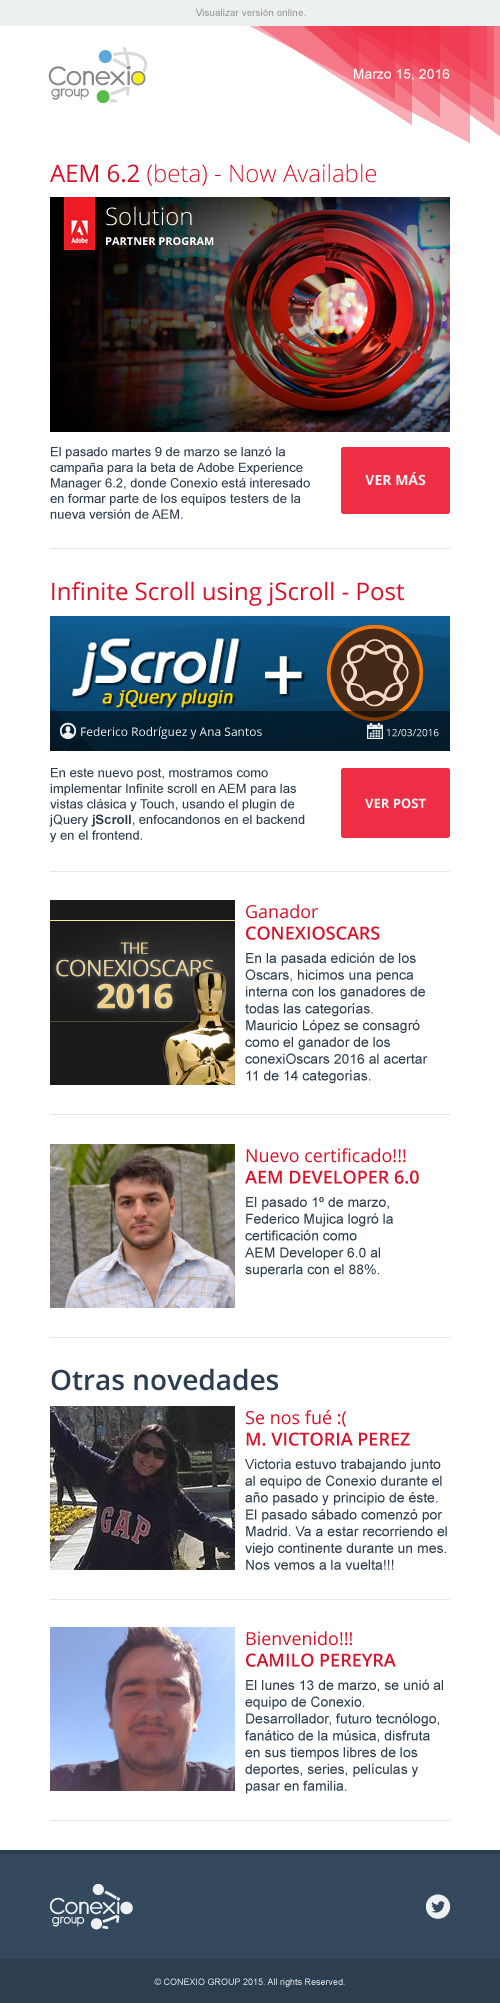 Visualizar versión online.
Conexio
group
Marzo 15, 2016
AEM 6.2 (beta) - Now Available
Adobe
Solution
PARTNER PROGRAM
El pasado martes 9 de marzo se lanzó la
campaña para la beta de Adobe Experience
Manager 6.2, donde Conexio está interesado
en formar parte de los equipos testers de la
nueva versión de AEM.
VER MÁS
Infinite Scroll using jScroll - Post
jScroll +
a jQuery plugin
Federico Rodríguez y Ana Santos
12/03/2016
En este nuevo post, mostramos como
implementar Infinite scroll en AEM para las
vistas clásica y Touch, usando el plugin de
jQuery jScroll, enfocandonos en el backend
y en el frontend.
VER POST
THE
CONEXIOSCARS
2016
Ganador
CONEXIOSCARS
En la pasada edición de los
Oscars, hicimos una penca
interna con los ganadores de
todas las categorías.
Mauricio López se consagró
como el ganador de los
conexiOscars 2016 al acertar
11 de 14 categorías.
Nuevo certificado!!!
AEM DEVELOPER 6.0
El pasado 1º de marzo,
Federico Mujica logró la
certificación como
AEM Developer 6.0 al
superarla con el 88%.
Otras novedades
GAP
Se nos fué :(
M. VICTORIA PEREZ
Victoria estuvo trabajando junto
al equipo de Conexio durante el
año pasado y principio de éste.
El pasado sábado comenzó por
Madrid. Va a estar recorriendo el
viejo continente durante un mes.
Nos vemos a la vuelta!!!
Bienvenido!!!
CAMILO PEREYRA
El lunes 13 de marzo, se unió al
equipo de Conexio.
Desarrollador, futuro tecnólogo,
fanático de la música, disfruta
en sus tiempos libres de los
deportes, series, películas y
pasar en familia.
Conexio
group
© CONEXIO GROUP 2015. All rights Reserved.